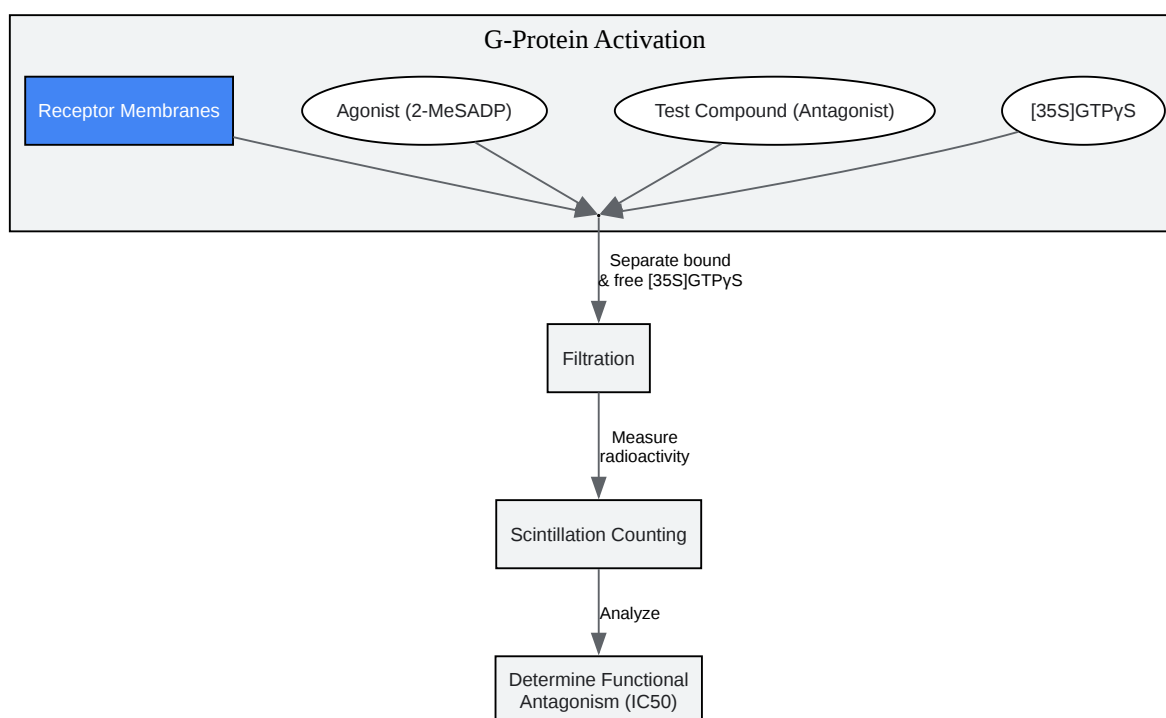 G-Protein Activation
Receptor Membranes
Agonist (2-MeSADP)
Test Compound (Antagonist)
[35S]GTPγS
Separate bound
& free [35S]GTPγS
Filtration
Measure
radioactivity
Scintillation Counting
Analyze
Determine Functional
Antagonism (IC50)